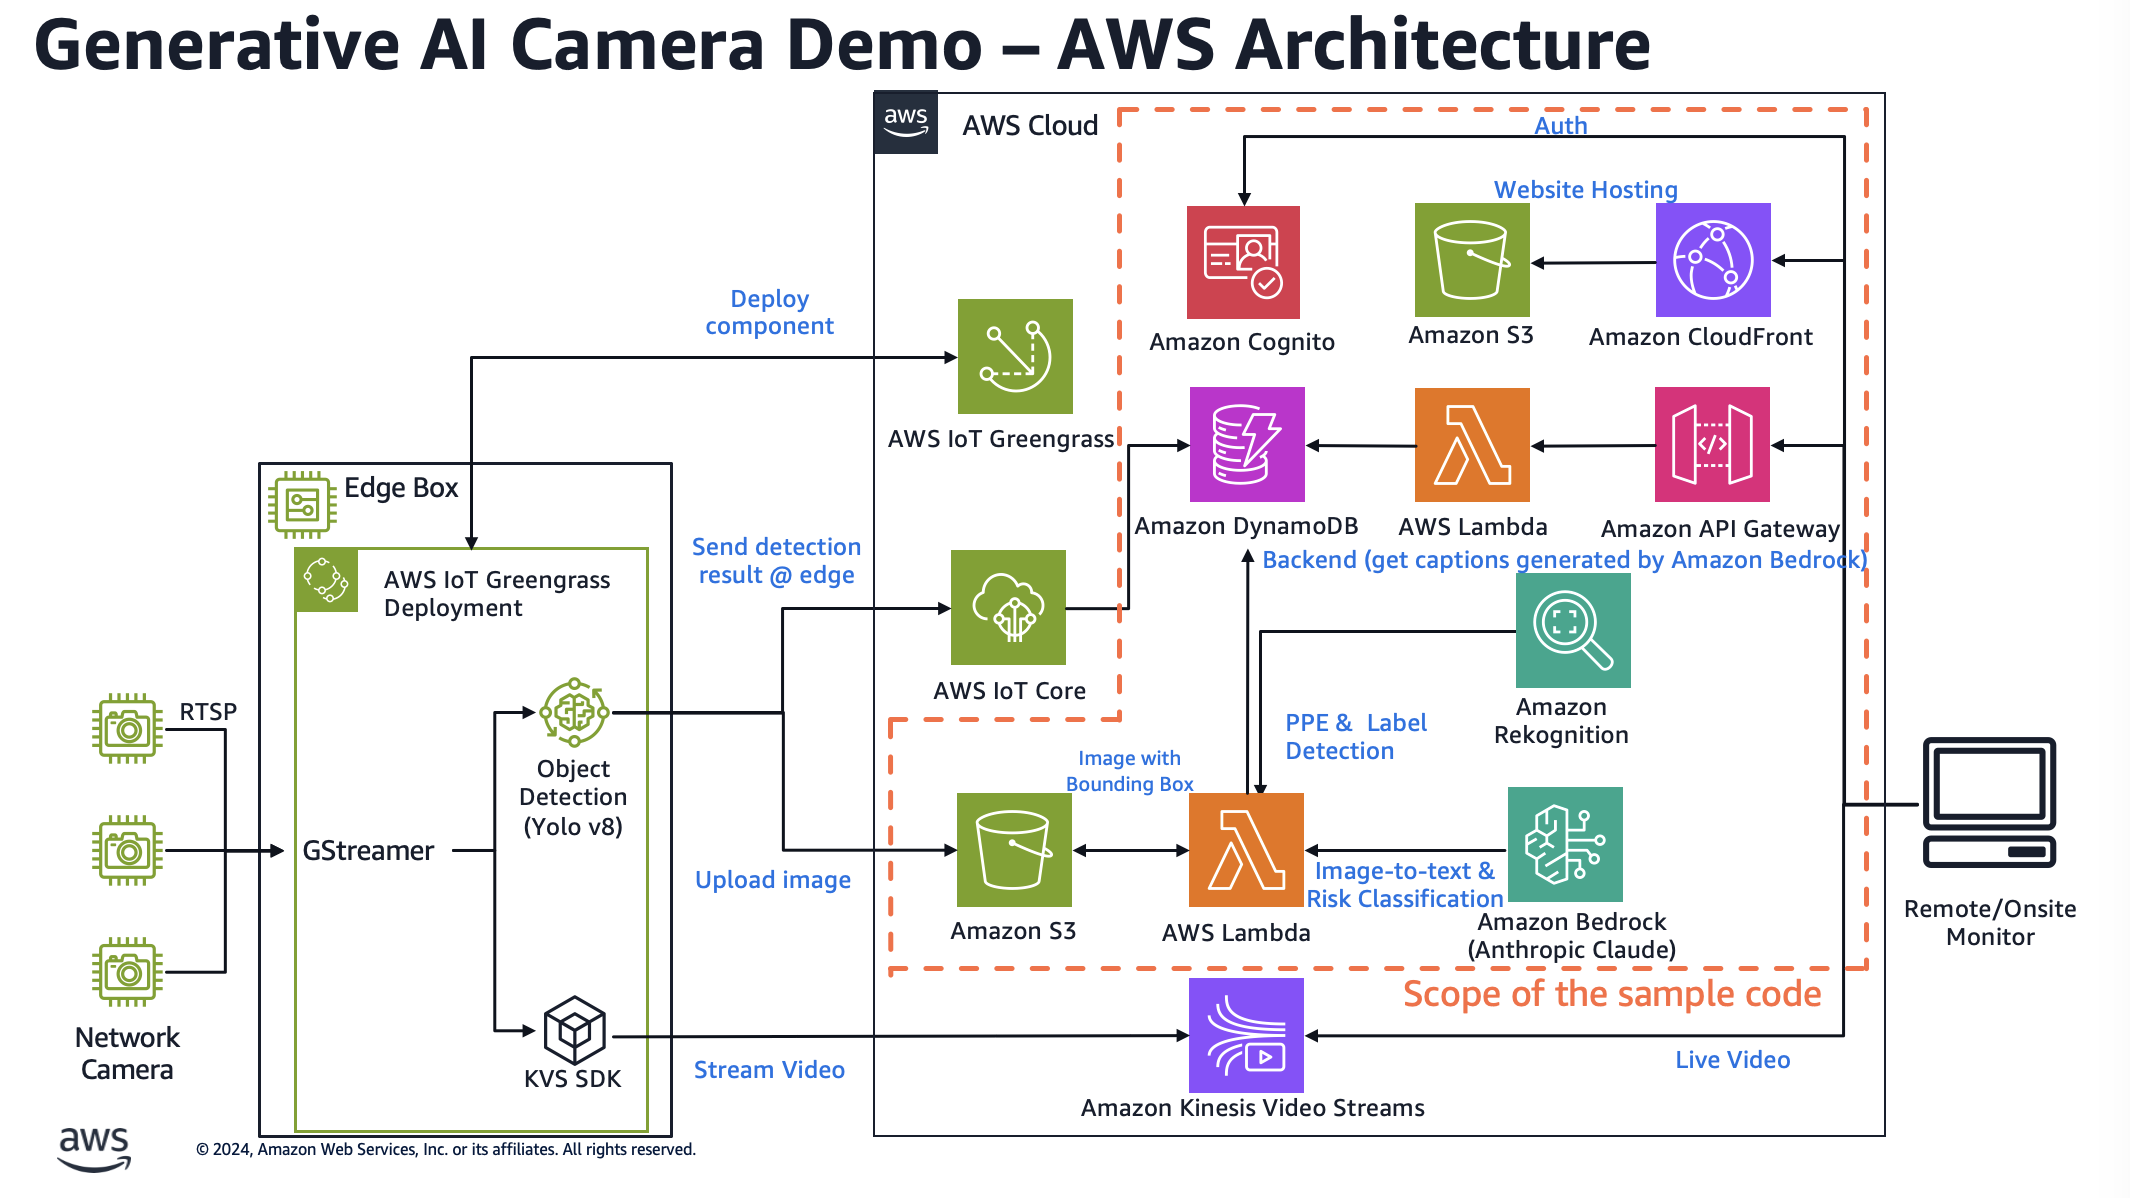 Generative AI Camera Demo – AWS Architecture
aws
AWS Cloud
Auth
Website Hosting
Amazon Cognito
Amazon S3
Amazon CloudFront
Deploy
component
AWS IoT Greengrass
Amazon DynamoDB
AWS Lambda
Amazon API Gateway
Backend (get captions generated by Amazon Bedrock)
Edge Box
AWS IoT Greengrass
Deployment
Send detection
result @ edge
AWS IoT Core
Amazon
Rekognition
PPE & Label
Detection
RTSP
Object
Detection
(Yolo v8)
GStreamer
Image with
Bounding Box
Upload image
Amazon S3
AWS Lambda
Image-to-text &
Risk Classification
Amazon Bedrock
(Anthropic Claude)
Remote/Onsite
Monitor
Scope of the sample code
Network
Camera
KVS SDK
Stream Video
Live Video
Amazon Kinesis Video Streams
aws
© 2024, Amazon Web Services, Inc. or its affiliates. All rights reserved.